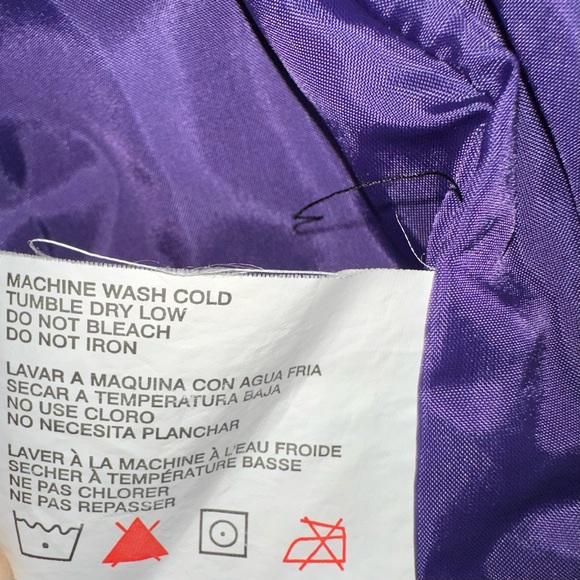 MACHINE WASH COLD
TUMBLE DRY LOW
DO NOT BLEACH
DO NOT IRON
LAVAR A MAQUINA CON AGUA FRIA
SECAR A TEMPERATURA BAJA
NO USE CLORO
NO NECESITA PLANCHAR
LAVER À LA MACHINE À L'EAU FROIDE
SECHER À TEMPÉRATURE BASSE
NE PAS CHLORER
NE PAS REPASSER